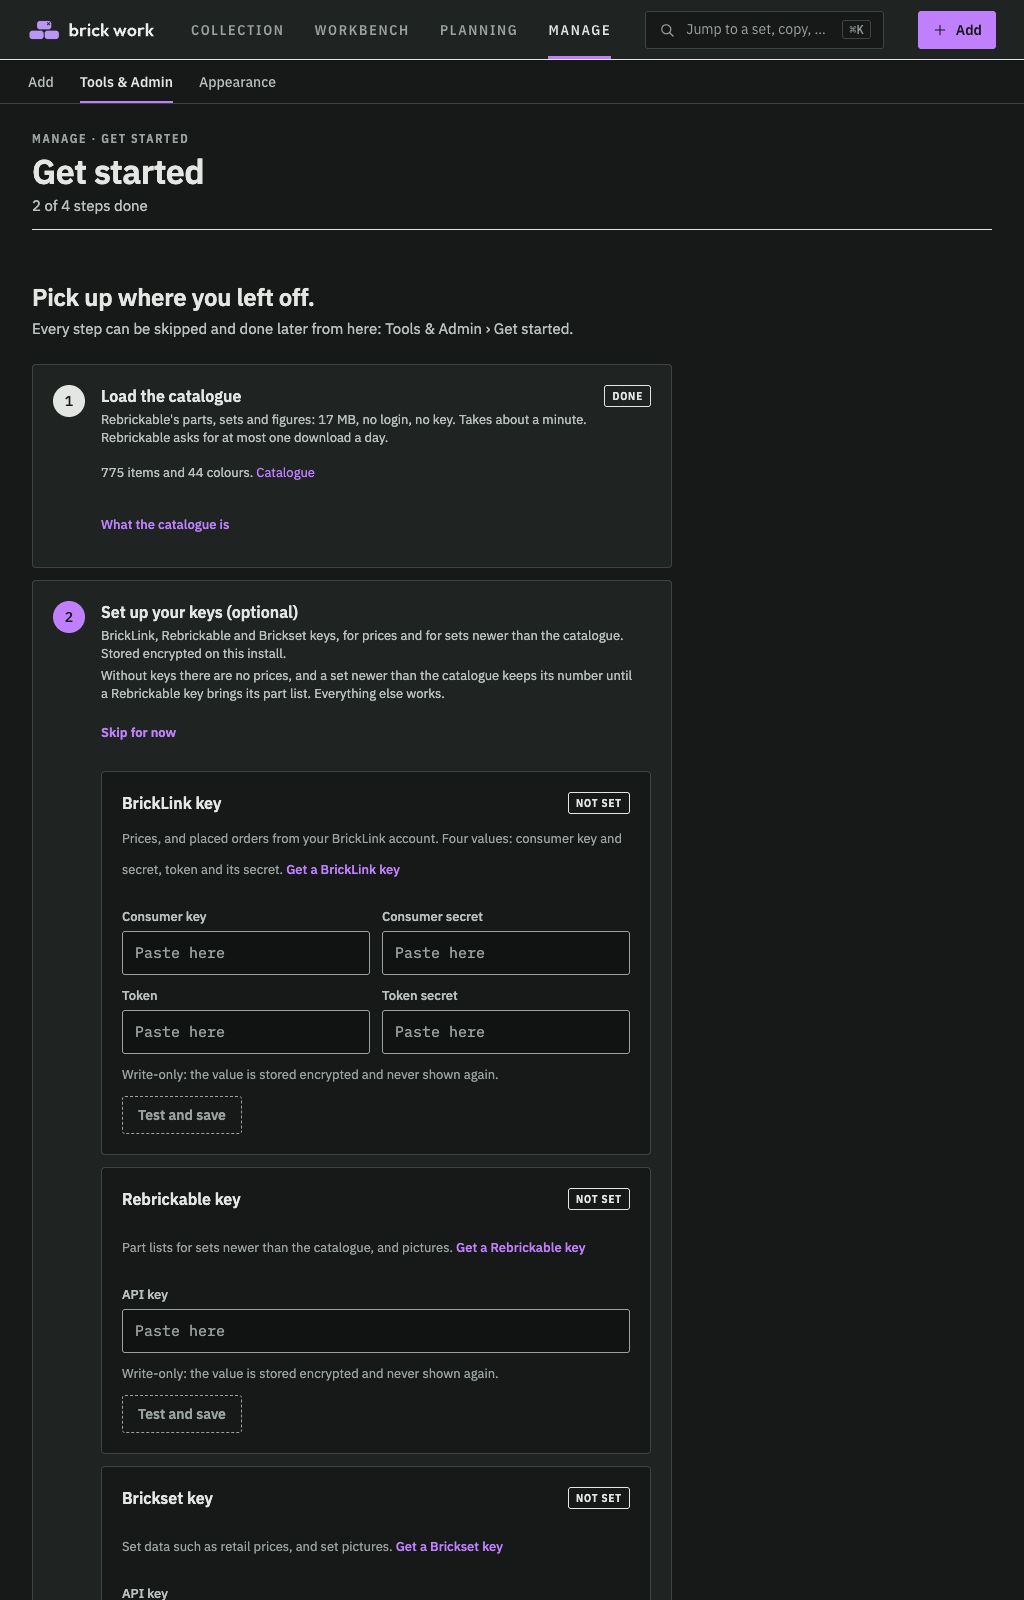 brick work
COLLECTION
WORKBENCH
PLANNING
MANAGE
Jump to a set, copy, ...
⌘K
+ Add
Add
Tools & Admin
Appearance
MANAGE · GET STARTED
Get started
2 of 4 steps done
Pick up where you left off.
Every step can be skipped and done later from here: Tools & Admin › Get started.
1
Load the catalogue
DONE
Rebrickable's parts, sets and figures: 17 MB, no login, no key. Takes about a minute.
Rebrickable asks for at most one download a day.
775 items and 44 colours. Catalogue
What the catalogue is
2
Set up your keys (optional)
BrickLink, Rebrickable and Brickset keys, for prices and for sets newer than the catalogue.
Stored encrypted on this install.
Without keys there are no prices, and a set newer than the catalogue keeps its number until
a Rebrickable key brings its part list. Everything else works.
Skip for now
BrickLink key
NOT SET
Prices, and placed orders from your BrickLink account. Four values: consumer key and
secret, token and its secret. Get a BrickLink key
Consumer key
Consumer secret
Paste here
Paste here
Token
Token secret
Paste here
Paste here
Write-only: the value is stored encrypted and never shown again.
Test and save
Rebrickable key
NOT SET
Part lists for sets newer than the catalogue, and pictures. Get a Rebrickable key
API key
Paste here
Write-only: the value is stored encrypted and never shown again.
Test and save
Brickset key
NOT SET
Set data such as retail prices, and set pictures. Get a Brickset key
API key